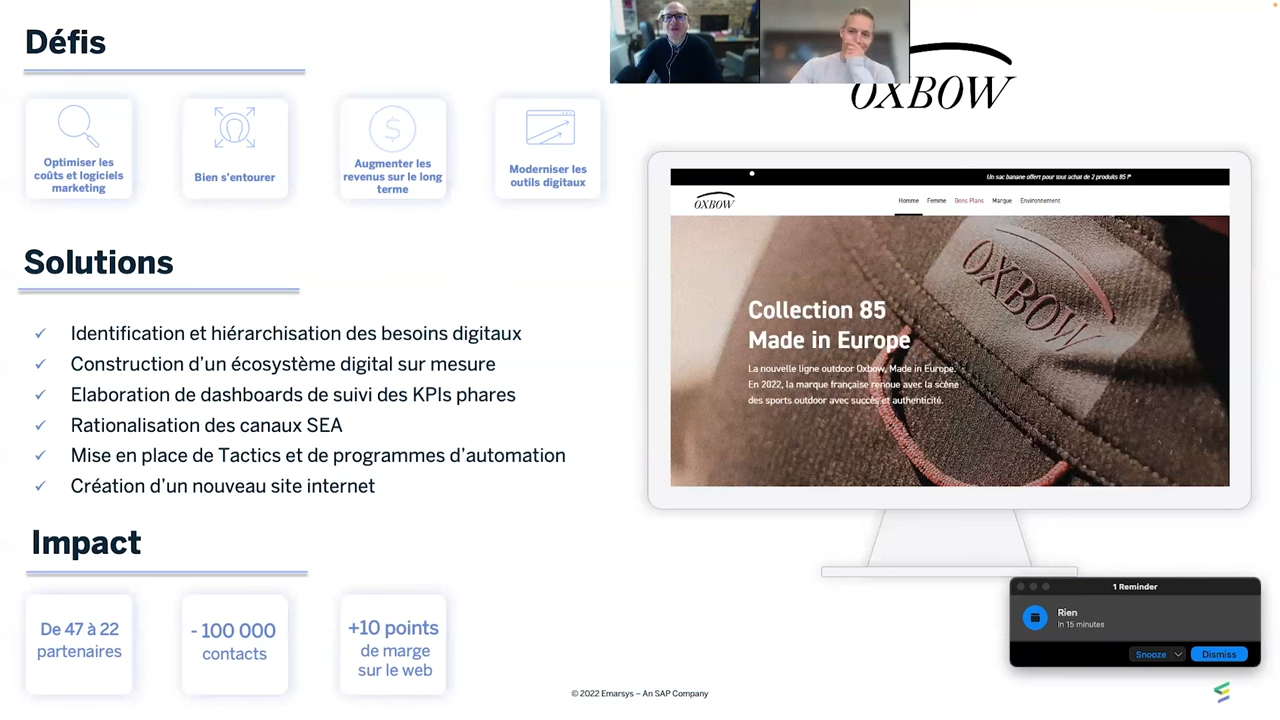 Défis
Optimiser les
coûts et logiciels
marketing
Bien s'entourer
Augmenter les
revenus sur le long
terme
Moderniser les
outils digitaux
Solutions
Identification et hiérarchisation des besoins digitaux
Construction d'un écosystème digital sur mesure
Elaboration de dashboards de suivi des KPIs phares
Rationalisation des canaux SEA
Mise en place de Tactics et de programmes d'automation
Création d'un nouveau site internet
Impact
De 47 à 22
partenaires
- 100 000
contacts
+10 points
de marge
sur le web
OXBOW
Un sac banane offert pour tout achat de 2 produits 85 !*
OXBOW
Homme Femme Bons Plans Marque Environnement
OXBOW
Collection 85
Made in Europe
La nouvelle ligne outdoor Oxbow, Made in Europe.
En 2022, la marque française renoue avec la scène
des sports outdoor avec succès et authenticité.
1 Reminder
Rien
In 15 minutes
Snooze Dismiss
© 2022 Emarsys – An SAP Company